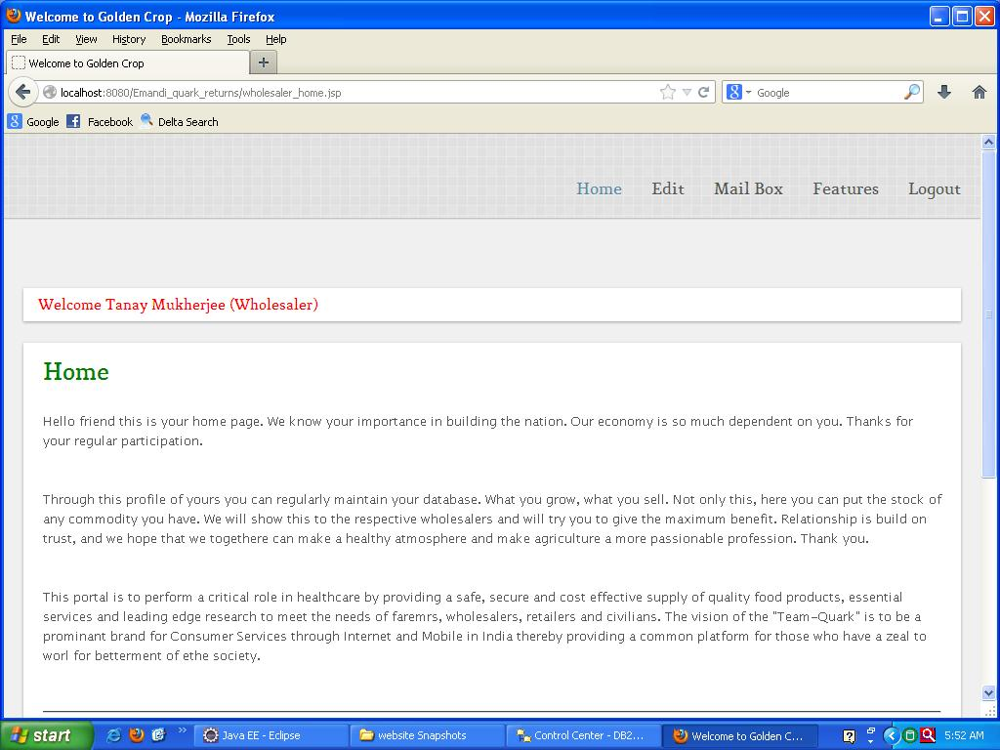 Welcome to Golden Crop - Mozilla Firefox
File Edit View History Bookmarks Tools Help
Welcome to Golden Crop
localhost:8080/Emandi_quark_returns/wholesaler_home.jsp
Google
Google Facebook Delta Search
Home Edit Mail Box Features Logout
Welcome Tanay Mukherjee (Wholesaler)
Home
Hello friend this is your home page. We know your importance in building the nation. Our economy is so much dependent on you. Thanks for
your regular participation.
Through this profile of yours you can regularly maintain your database. What you grow, what you sell. Not only this, here you can put the stock of
any commodity you have. We will show this to the respective wholesalers and will try you to give the maximum benefit. Relationship is build on
trust, and we hope that we togethere can make a healthy atmosphere and make agriculture a more passionable profession. Thank you.
This portal is to perform a critical role in healthcare by providing a safe, secure and cost effective supply of quality food products, essential
services and leading edge research to meet the needs of faremrs, wholesalers, retailers and civilians. The vision of the "Team-Quark" is to be a
prominant brand for Consumer Services through Internet and Mobile in India thereby providing a common platform for those who have a zeal to
worl for betterment of ethe society.
start Java EE - Eclipse website Snapshots Control Center - DB2... Welcome to Golden C... 5:52 AM